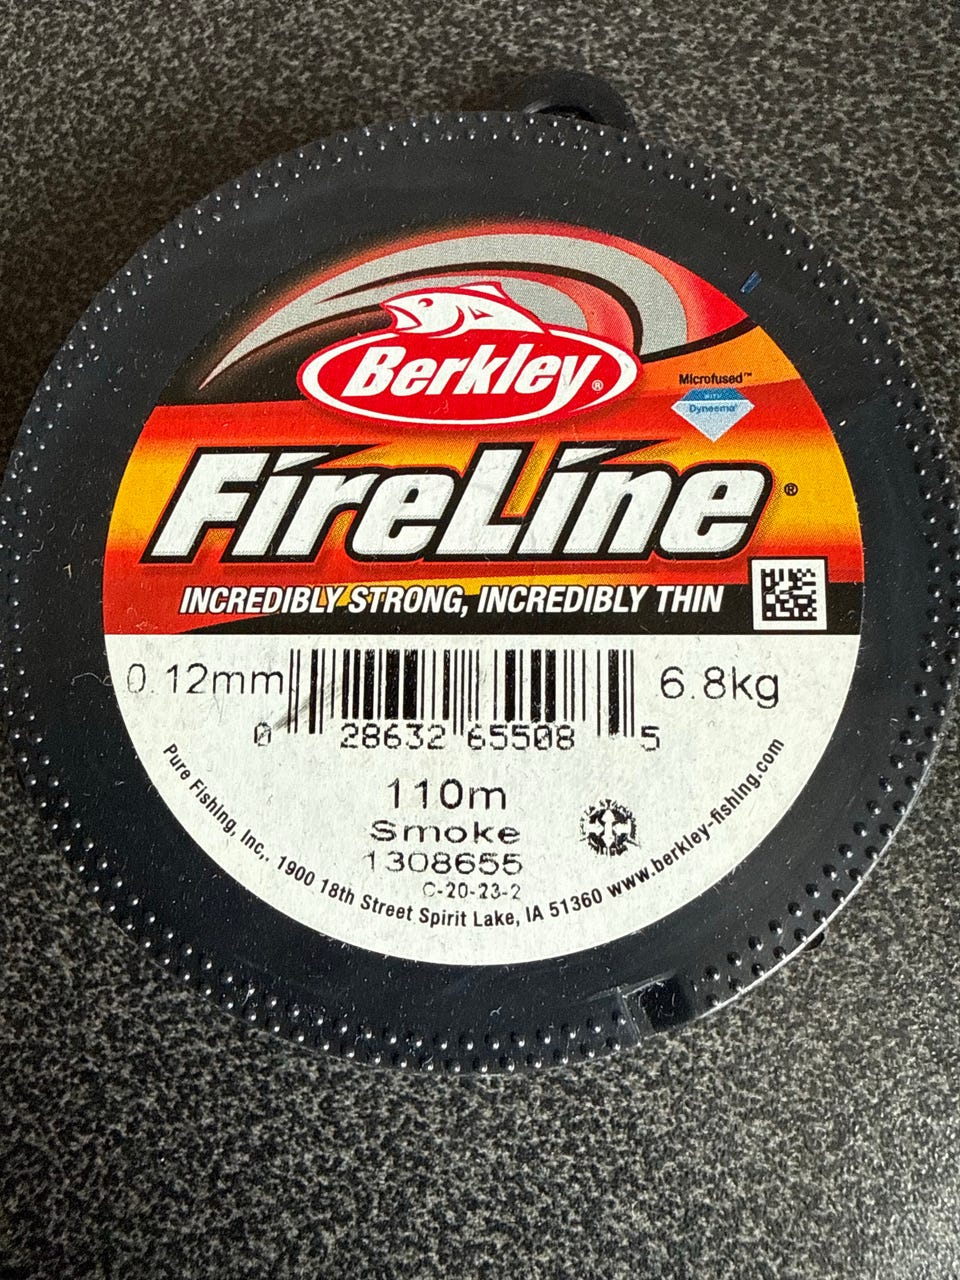 Berkley®
Microfused™
WITH
Dyneema®
FireLine®
INCREDIBLY STRONG, INCREDIBLY THIN
0.12mm
6.8kg
0 28632 65508 5
110m
Smoke
1308655
C-20-23-2
Pure Fishing, Inc,. 1900 18th Street Spirit Lake, IA 51360 www.berkley-fishing.com